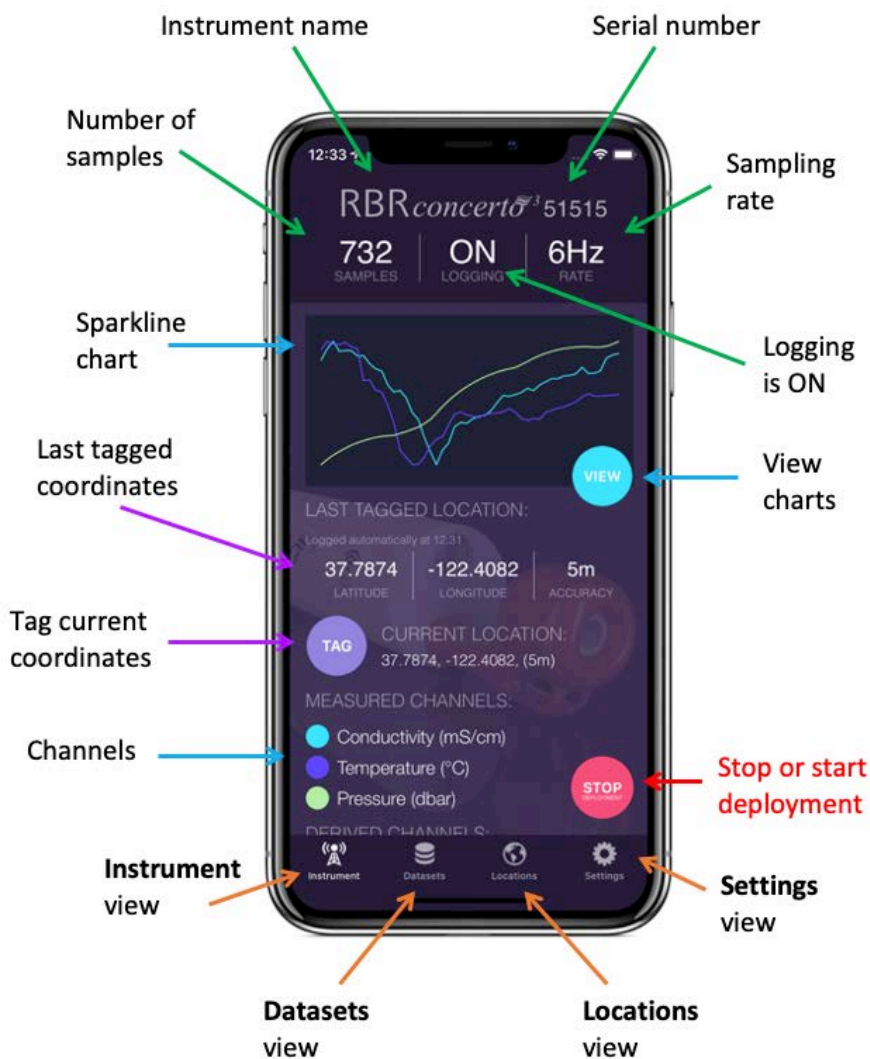 Instrument name
Serial number
Number of
samples
Sampling
rate
12:33
RBRconcerto³ 51515
732
ON
6Hz
SAMPLES
LOGGING
RATE
Sparkline
chart
Logging
is ON
Last tagged
coordinates
VIEW
View
charts
LAST TAGGED LOCATION:
Logged automatically at 12:31
37.7874
-122.4082
5m
LATITUDE
LONGITUDE
ACCURACY
Tag current
coordinates
TAG
CURRENT LOCATION:
37.7874, -122.4082, (5m)
MEASURED CHANNELS:
Channels
Conductivity (mS/cm)
Temperature (°C)
Pressure (dbar)
STOP
DEPLOYMENT
Stop or start
deployment
DERIVED CHANNELS:
Instrument
Datasets
Locations
Settings
Instrument
view
Settings
view
Datasets
view
Locations
view